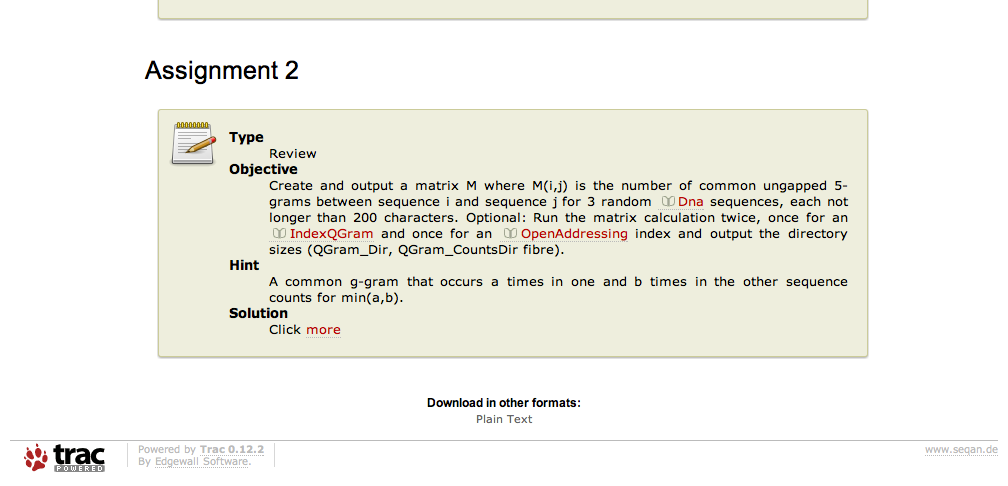 Assignment 2
Type
Review
Objective
Create and output a matrix M where M(i,j) is the number of common ungapped 5-
grams between sequence i and sequence j for 3 random Dna sequences, each not
longer than 200 characters. Optional: Run the matrix calculation twice, once for an
IndexQGram and once for an OpenAddressing index and output the directory
sizes (QGram_Dir, QGram_CountsDir fibre).
Hint
A common g-gram that occurs a times in one and b times in the other sequence
counts for min(a,b).
Solution
Click more
Download in other formats:
Plain Text
trac
POWERED
Powered by Trac 0.12.2
By Edgewall Software.
www.seqan.de